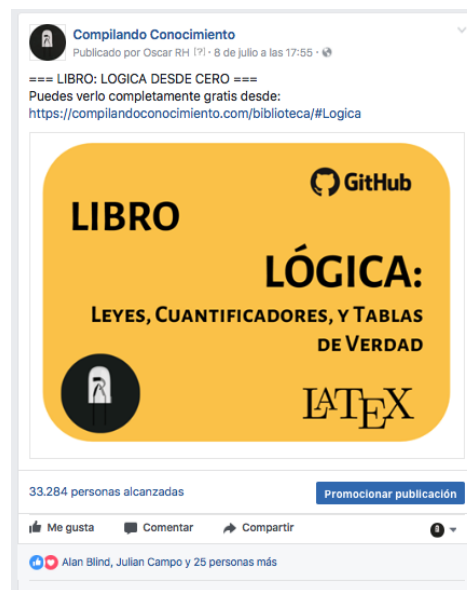 Compilando Conocimiento
Publicado por Oscar RH [?] · 8 de julio a las 17:55 ·
=== LIBRO: LOGICA DESDE CERO ===
Puedes verlo completamente gratis desde:
https://compilandoconocimiento.com/biblioteca/#Logica
GitHub
LIBRO
LÓGICA:
LEYES, CUANTIFICADORES, Y TABLAS
DE VERDAD
LATEX
33.284 personas alcanzadas
Promocionar publicación
Me gusta Comentar Compartir
Alan Blind, Julian Campo y 25 personas más